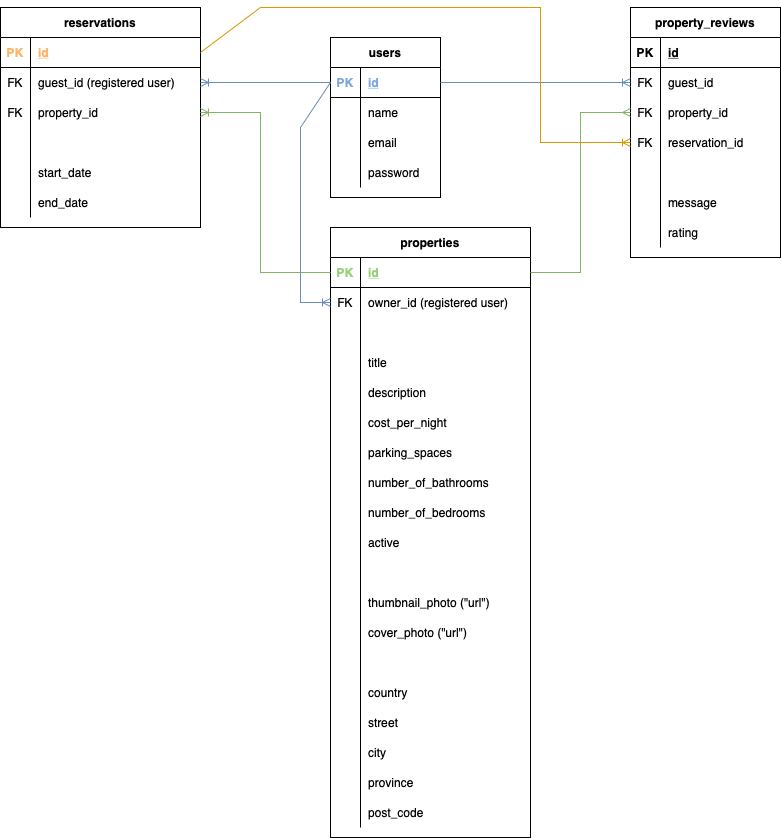 reservations
PK id
FK guest_id (registered user)
FK property_id
start_date
end_date
users
PK id
name
email
password
property_reviews
PK id
FK guest_id
FK property_id
FK reservation_id
message
rating
properties
PK id
FK owner_id (registered user)
title
description
cost_per_night
parking_spaces
number_of_bathrooms
number_of_bedrooms
active
thumbnail_photo ("url")
cover_photo ("url")
country
street
city
province
post_code